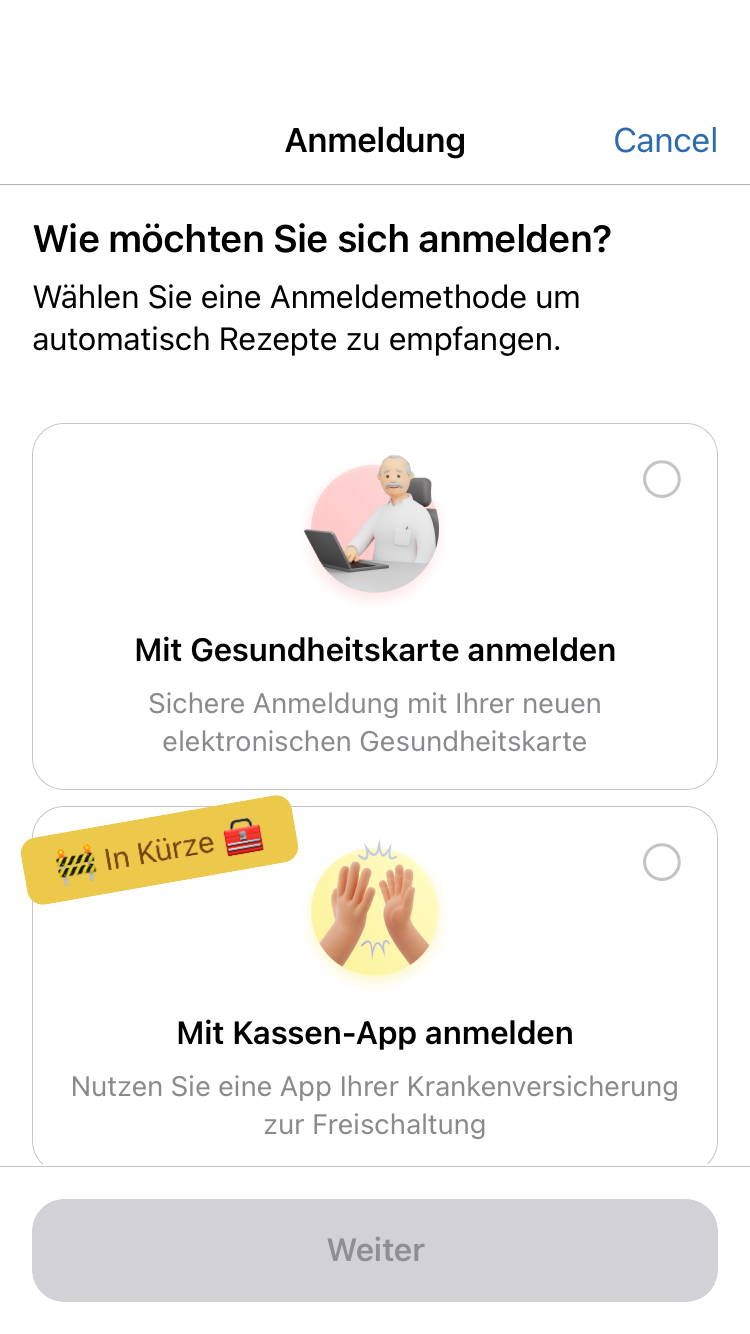 Anmeldung
Cancel
Wie möchten Sie sich anmelden?
Wählen Sie eine Anmeldemethode um
automatisch Rezepte zu empfangen.
Mit Gesundheitskarte anmelden
Sichere Anmeldung mit Ihrer neuen
elektronischen Gesundheitskarte
🚧 In Kürze 🧰
Mit Kassen-App anmelden
Nutzen Sie eine App Ihrer Krankenversicherung
zur Freischaltung
Weiter